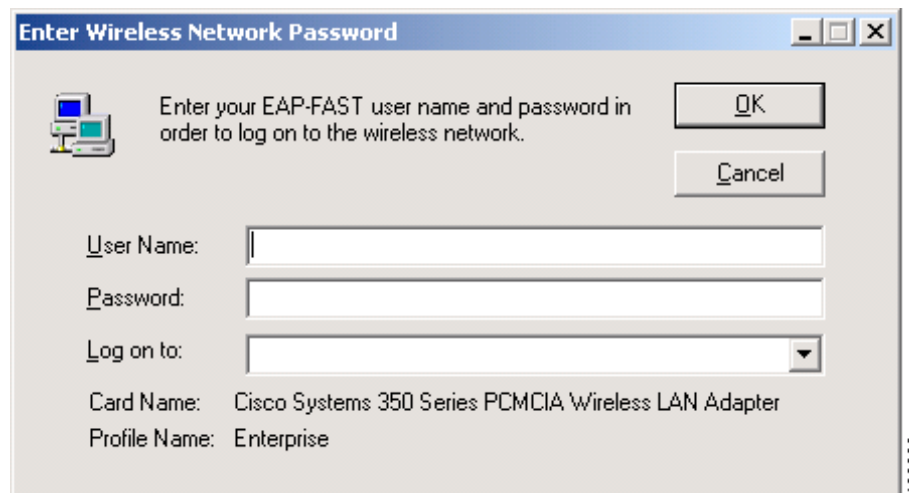 Enter Wireless Network Password
Enter your EAP-FAST user name and password in
order to log on to the wireless network.
OK
Cancel
User Name:
Password:
Log on to:
Card Name: Cisco Systems 350 Series PCMCIA Wireless LAN Adapter
Profile Name: Enterprise